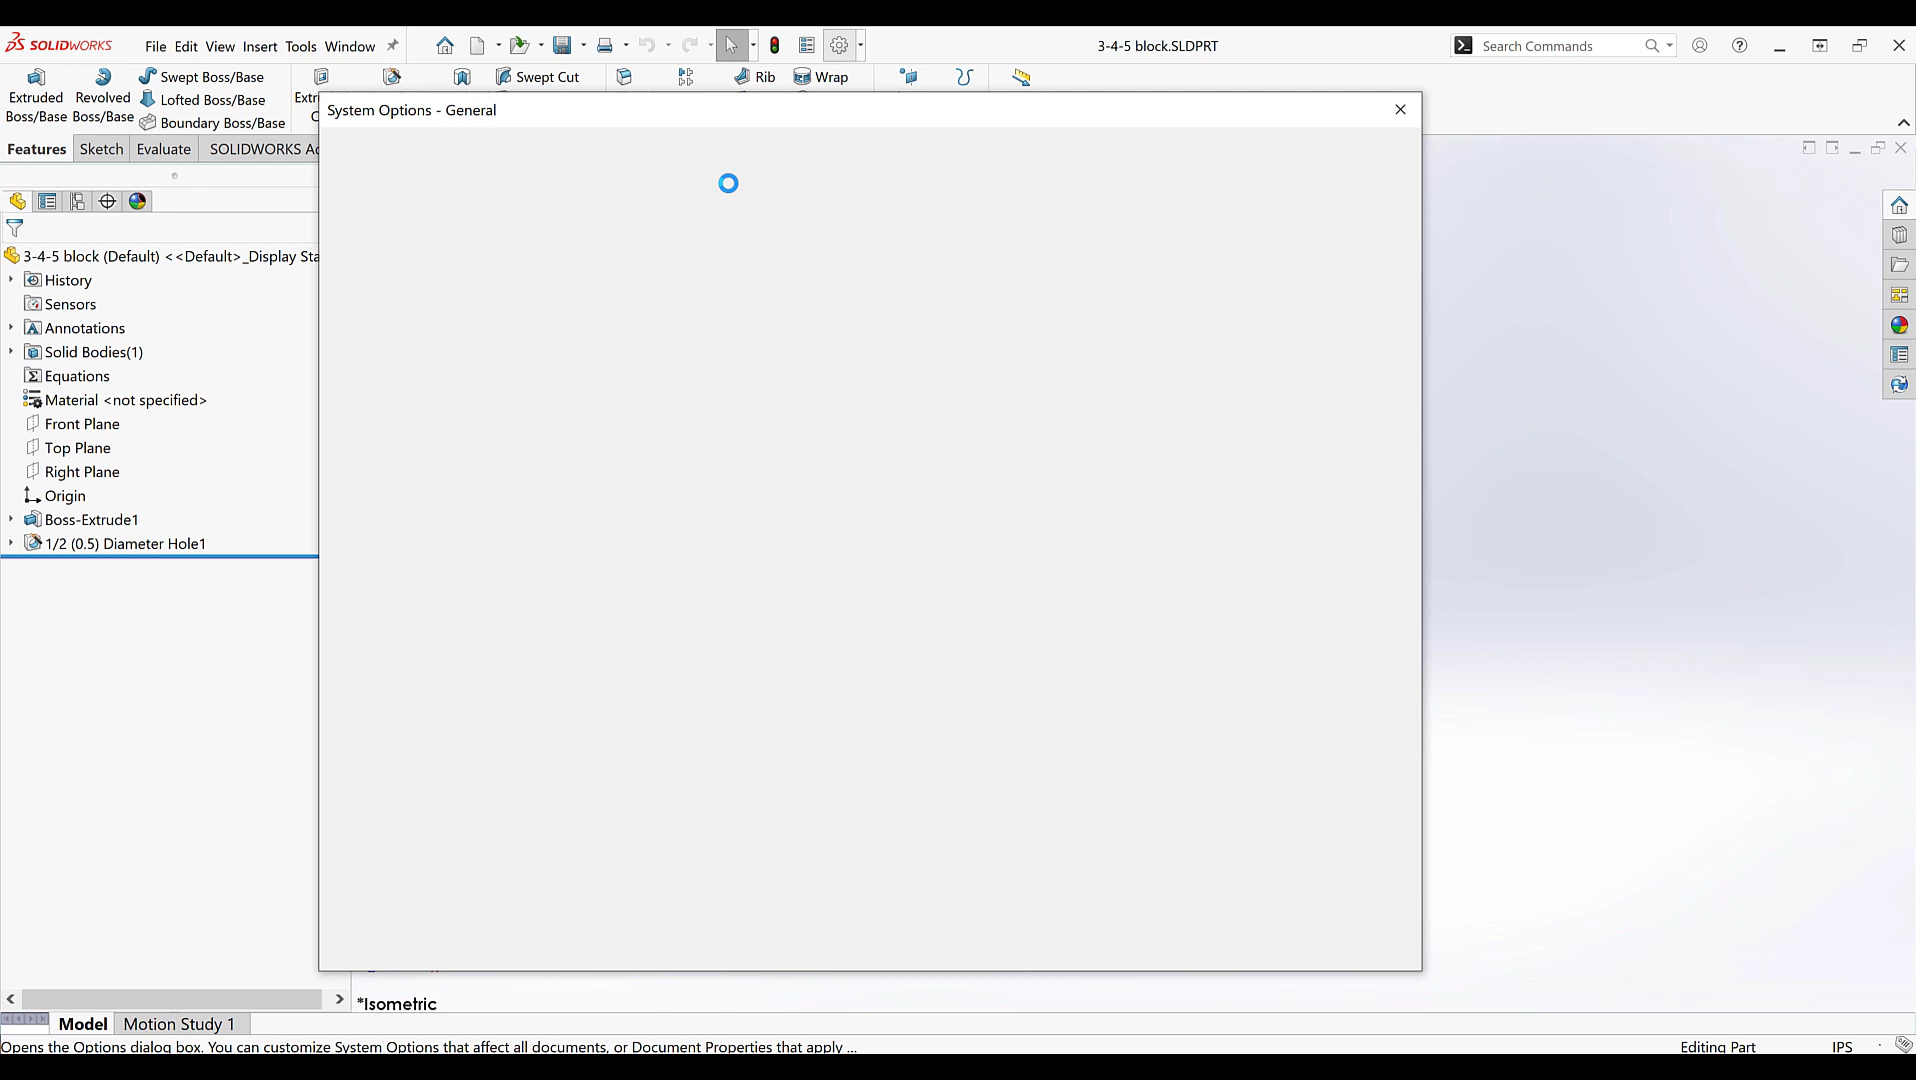 SOLIDWORKS
File Edit View Insert Tools Window
3-4-5 block.SLDPRT
Search Commands
Extruded Boss/Base
Revolved Boss/Base
Swept Boss/Base
Lofted Boss/Base
Boundary Boss/Base
Swept Cut
Rib
Wrap
Features Sketch Evaluate SOLIDWORKS
System Options - General
3-4-5 block (Default) <<Default>_Display Sta
History
Sensors
Annotations
Solid Bodies(1)
Equations
Material <not specified>
Front Plane
Top Plane
Right Plane
Origin
Boss-Extrude1
1/2 (0.5) Diameter Hole1
*Isometric
Model Motion Study 1
Opens the Options dialog box. You can customize System Options that affect all documents, or Document Properties that apply ...
Editing Part
IPS